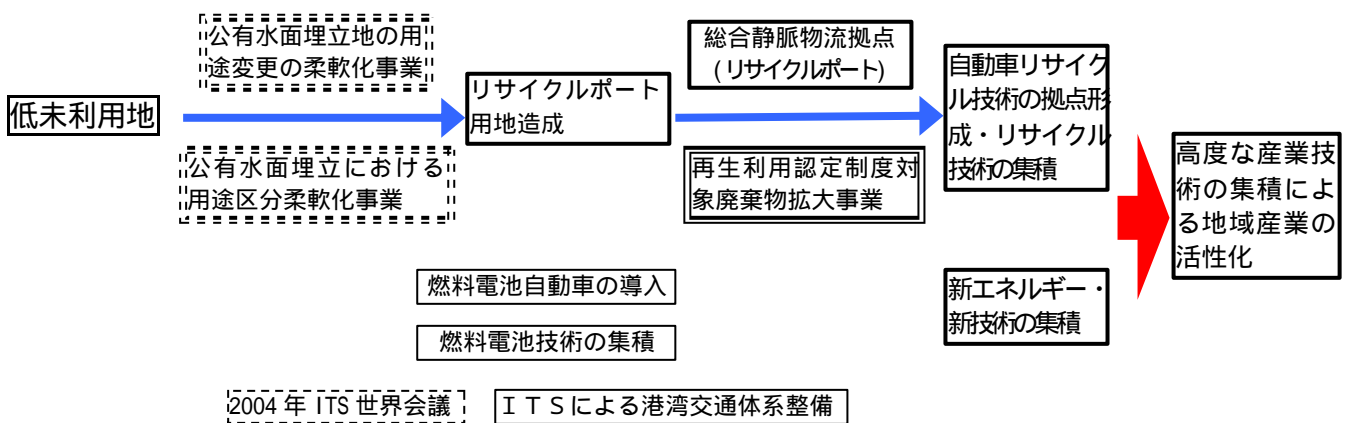 公有水面埋立地の用
途変更の柔軟化事業
総合静脈物流拠点
(リサイクルポート)
低未利用地
リサイクルポート
用地造成
自動車リサイク
ル技術の拠点形
成・リサイクル
技術の集積
公有水面埋立における
用途区分柔軟化事業
再生利用認定制度対
象廃棄物拡大事業
高度な産業技
術の集積によ
る地域産業の
活性化
燃料電池自動車の導入
新エネルギー・
新技術の集積
燃料電池技術の集積
2004年ITS世界会議
ITSによる港湾交通体系整備